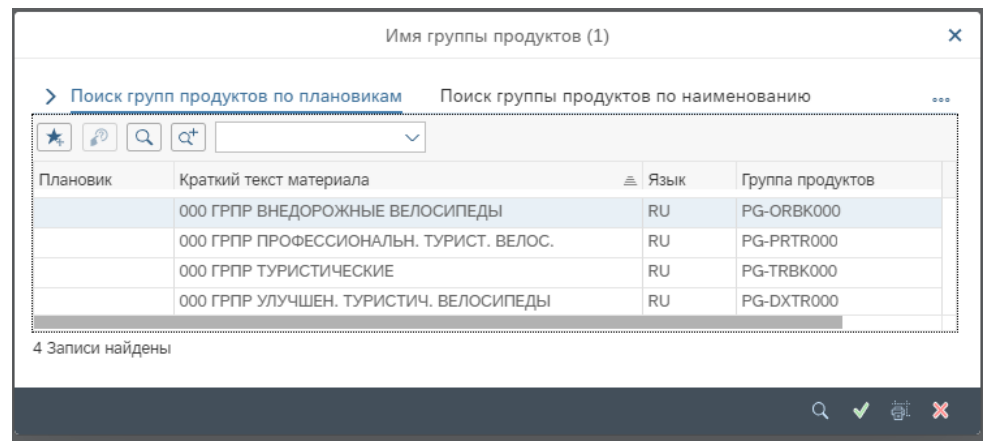 Имя группы продуктов (1)
Поиск групп продуктов по плановикам Поиск группы продуктов по наименованию
Плановик Краткий текст материала Язык Группа продуктов
000 ГРПР ВНЕДОРОЖНЫЕ ВЕЛОСИПЕДЫ RU PG-ORBK000
000 ГРПР ПРОФЕССИОНАЛЬН. ТУРИСТ. ВЕЛОС. RU PG-PRTR000
000 ГРПР ТУРИСТИЧЕСКИЕ RU PG-TRBK000
000 ГРПР УЛУЧШЕН. ТУРИСТИЧ. ВЕЛОСИПЕДЫ RU PG-DXTR000
4 Записи найдены